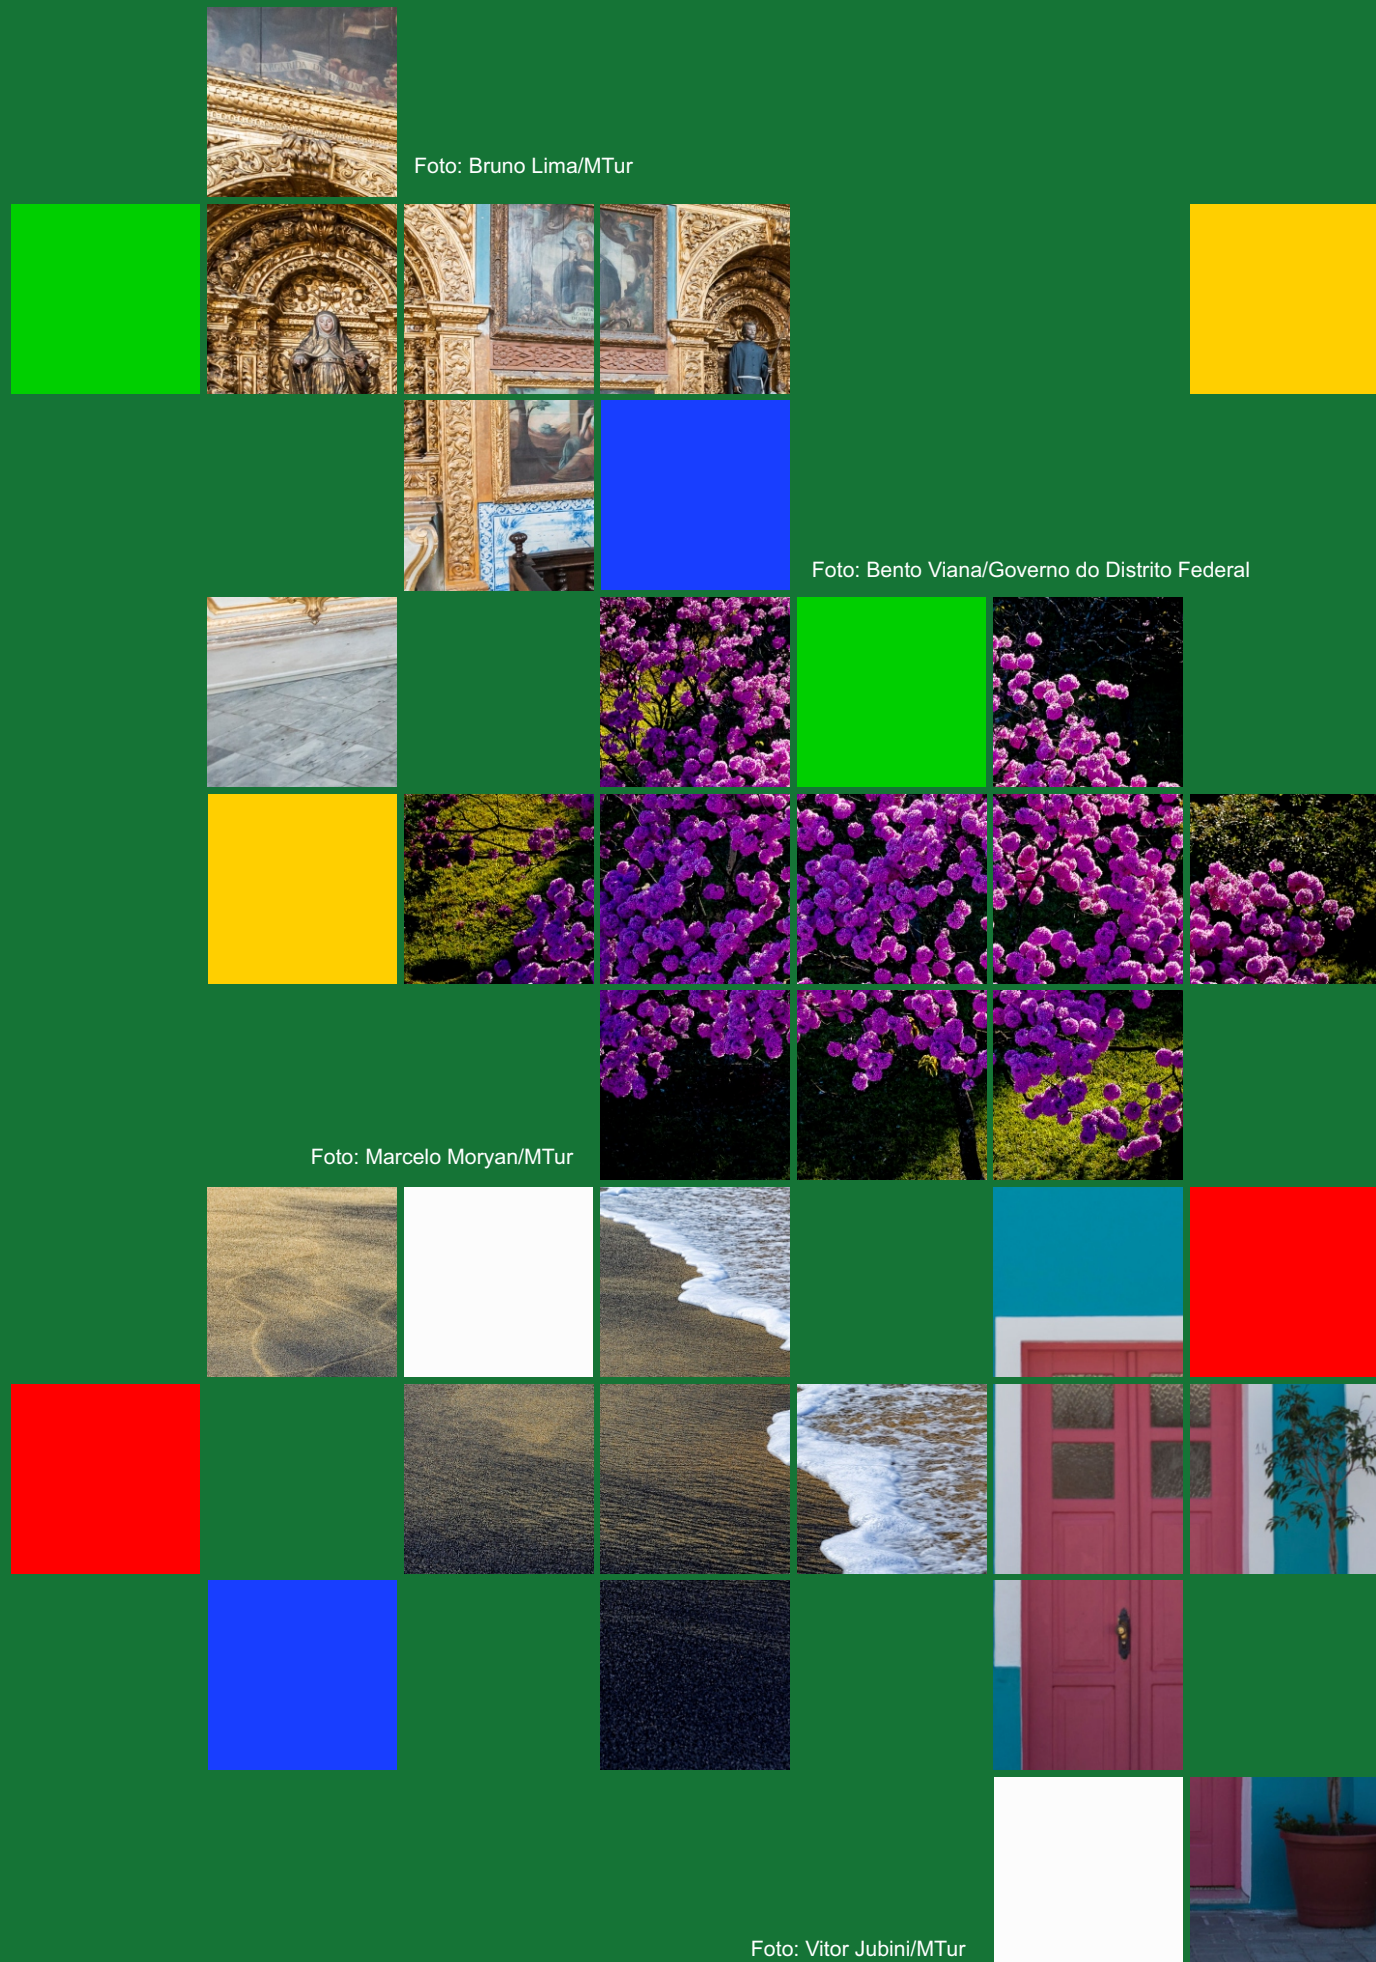 Foto: Bruno Lima/MTur
Foto: Bento Viana/Governo do Distrito Federal
Foto: Marcelo Moryan/MTur
14
Foto: Vitor Jubini/MTur